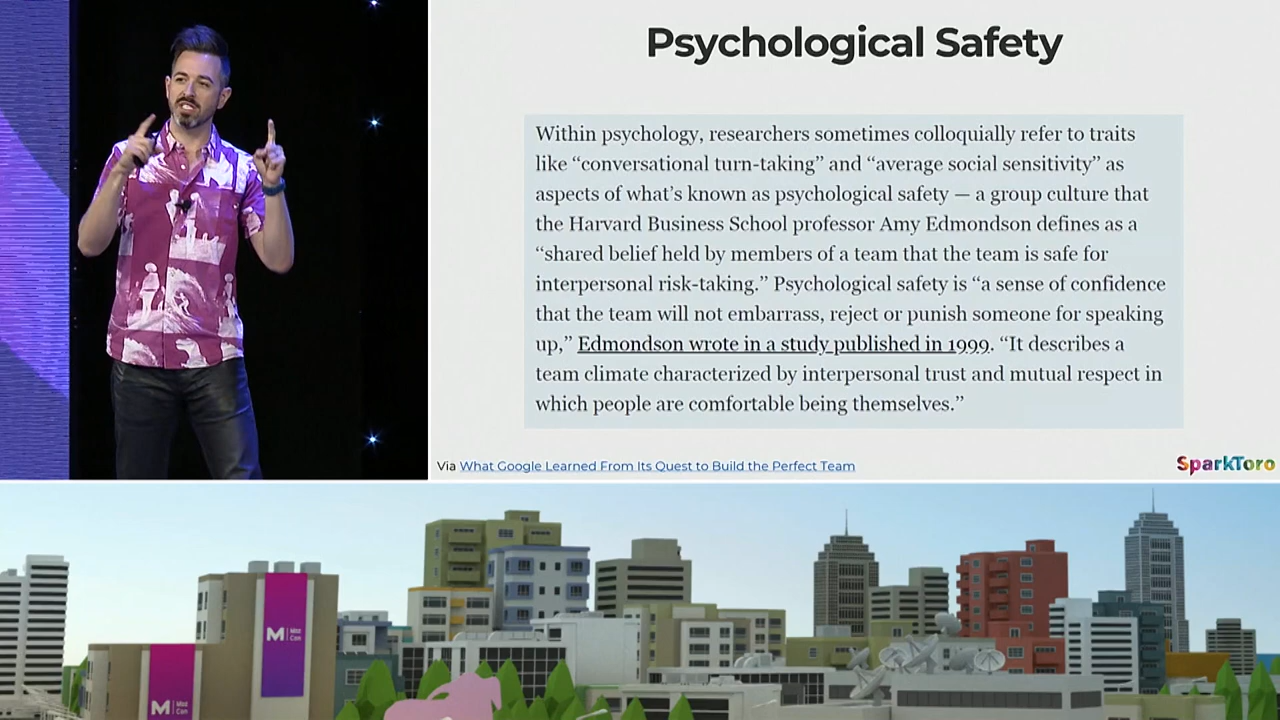 Psychological Safety
Within psychology, researchers sometimes colloquially refer to traits
like “conversational turn-taking” and “average social sensitivity” as
aspects of what’s known as psychological safety — a group culture that
the Harvard Business School professor Amy Edmondson defines as a
“shared belief held by members of a team that the team is safe for
interpersonal risk-taking.” Psychological safety is “a sense of confidence
that the team will not embarrass, reject or punish someone for speaking
up,” Edmondson wrote in a study published in 1999. “It describes a
team climate characterized by interpersonal trust and mutual respect in
which people are comfortable being themselves.”
Via What Google Learned From Its Quest to Build the Perfect Team
SparkToro
M Moz Con
M Moz Con